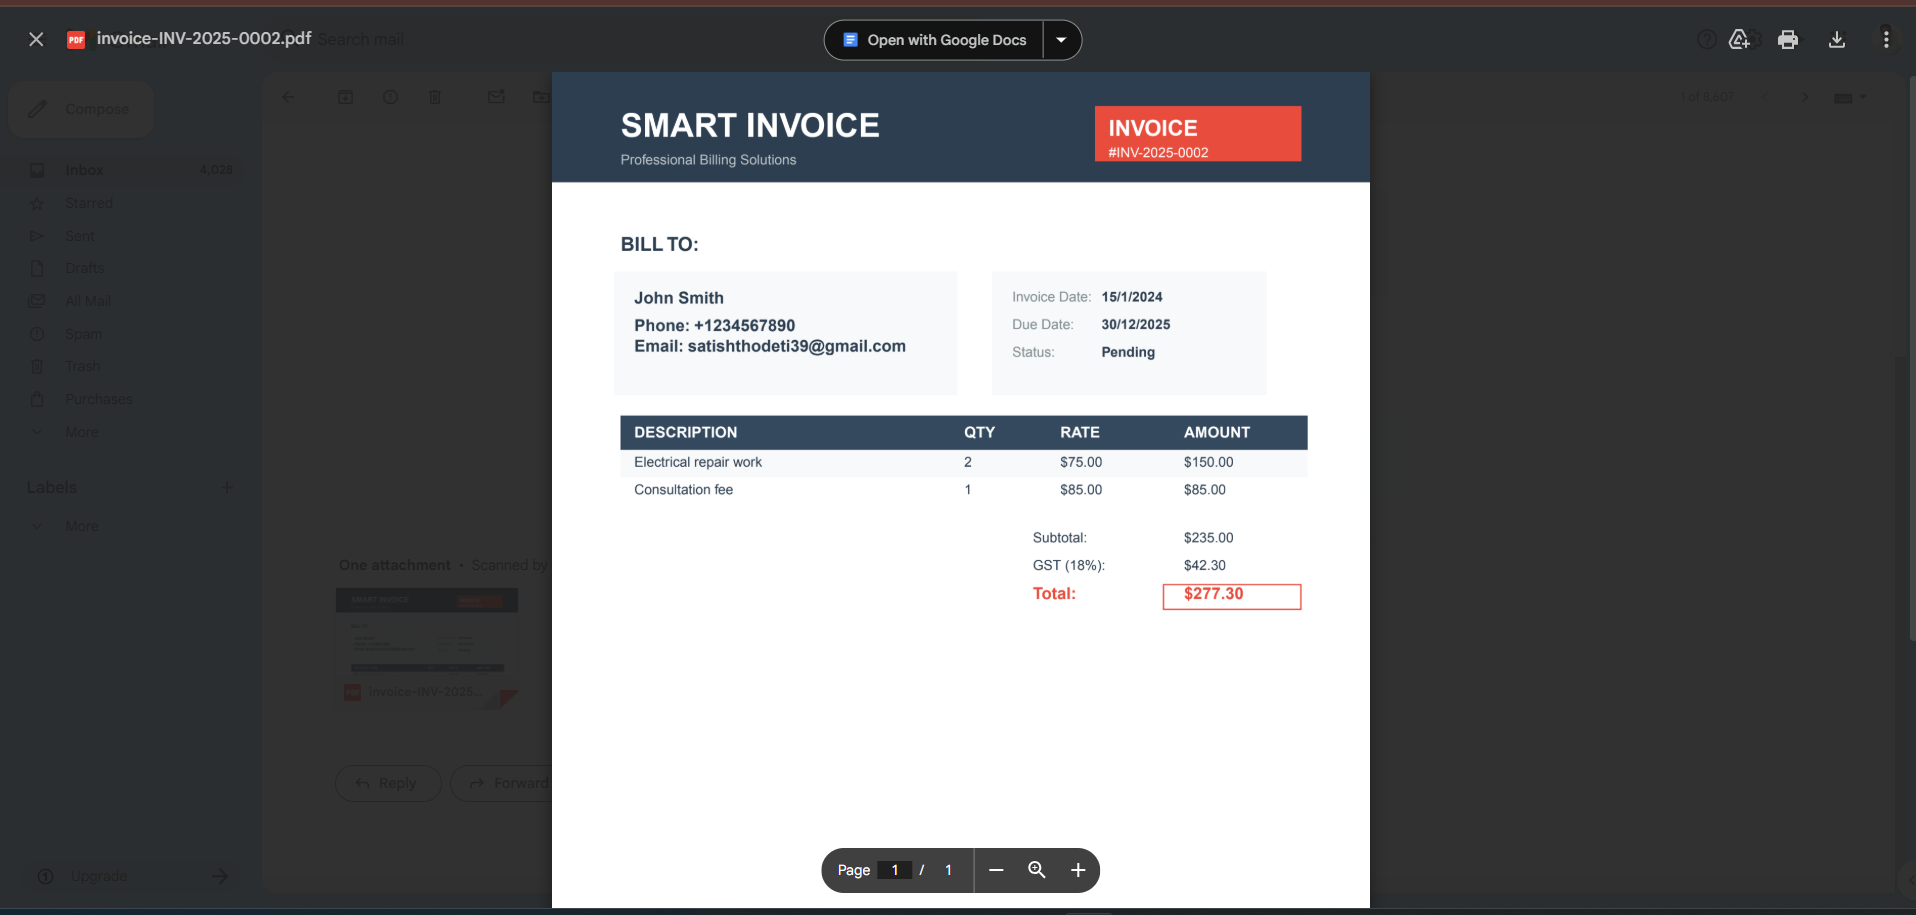 invoice-INV-2025-0002.pdf
Search mail
Open with Google Docs
Compose
1 of 8,607
Inbox 4,028
Starred
Sent
Drafts
All Mail
Spam
Trash
Purchases
More
Labels
More
Upgrade
SMART INVOICE
Professional Billing Solutions
INVOICE
#INV-2025-0002
BILL TO:
John Smith
Phone: +1234567890
Email: satishthodeti39@gmail.com
Invoice Date: 15/1/2024
Due Date: 30/12/2025
Status: Pending
DESCRIPTION QTY RATE AMOUNT
Electrical repair work 2 $75.00 $150.00
Consultation fee 1 $85.00 $85.00
Subtotal: $235.00
GST (18%): $42.30
Total: $277.30
One attachment • Scanned by
SMART INVOICE
PDF invoice-INV-2025...
Reply
Forward
Page 1 / 1